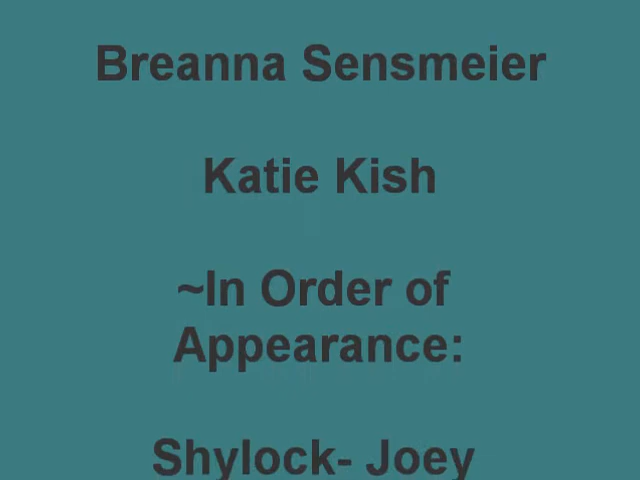 Breanna Sensmeier
Katie Kish
~In Order of
Appearance:
Shylock- Joey